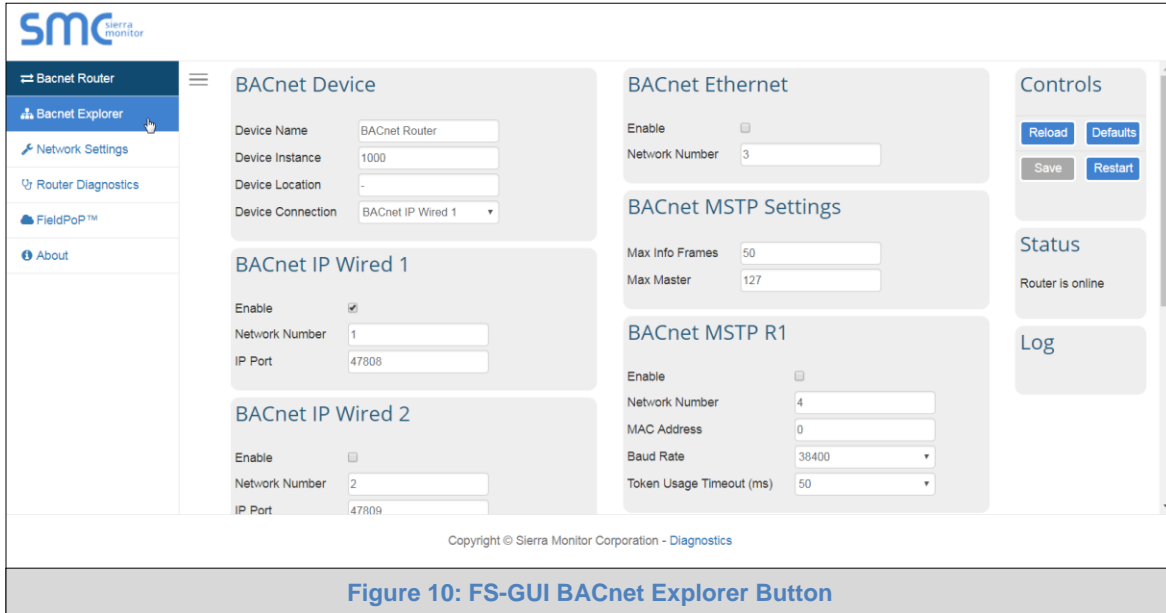 SMC sierra monitor
Bacnet Router
Bacnet Explorer
Network Settings
Router Diagnostics
FieldPoP™
About
BACnet Device
Device Name BACnet Router
Device Instance 1000
Device Location -
Device Connection BACnet IP Wired 1
BACnet IP Wired 1
Enable
Network Number 1
IP Port 47808
BACnet IP Wired 2
Enable
Network Number 2
IP Port 47809
BACnet Ethernet
Enable
Network Number 3
BACnet MSTP Settings
Max Info Frames 50
Max Master 127
BACnet MSTP R1
Enable
Network Number 4
MAC Address 0
Baud Rate 38400
Token Usage Timeout (ms) 50
Controls
Reload Defaults
Save Restart
Status
Router is online
Log
Copyright © Sierra Monitor Corporation - Diagnostics
Figure 10: FS-GUI BACnet Explorer Button